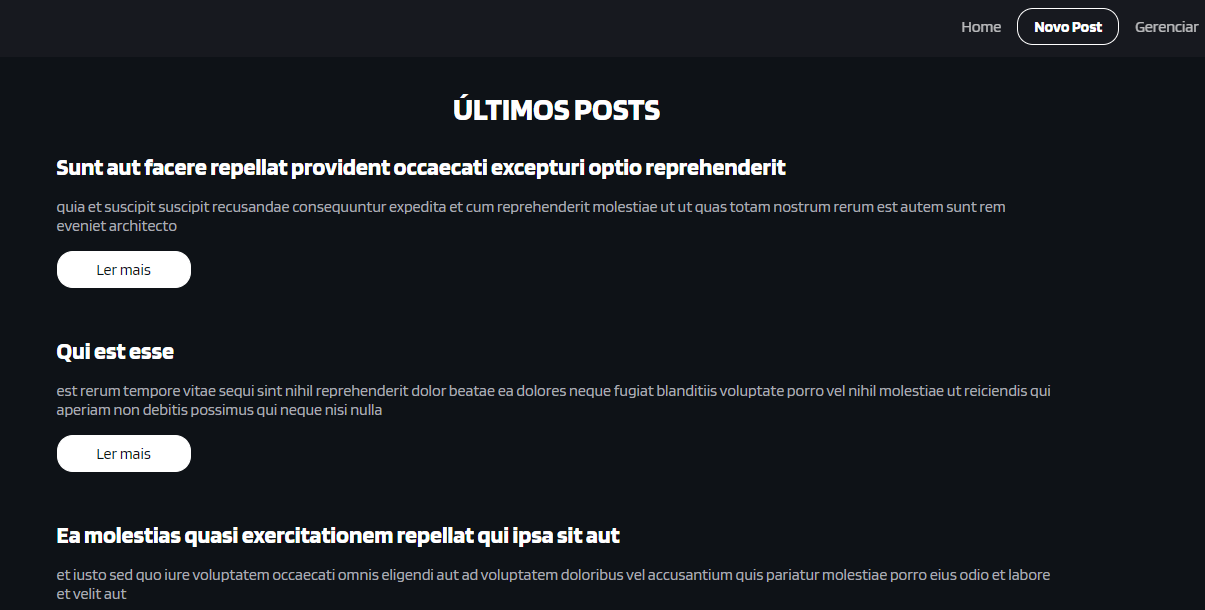 Home Novo Post Gerenciar
ÚLTIMOS POSTS
Sunt aut facere repellat provident occaecati excepturi optio reprehenderit
quia et suscipit suscipit recusandae consequuntur expedita et cum reprehenderit molestiae ut ut quas totam nostrum rerum est autem sunt rem
eveniet architecto
Ler mais
Qui est esse
est rerum tempore vitae sequi sint nihil reprehenderit dolor beatae ea dolores neque fugiat blanditiis voluptate porro vel nihil molestiae ut reiciendis qui
aperiam non debitis possimus qui neque nisi nulla
Ler mais
Ea molestias quasi exercitationem repellat qui ipsa sit aut
et iusto sed quo iure voluptatem occaecati omnis eligendi aut ad voluptatem doloribus vel accusantium quis pariatur molestiae porro eius odio et labore
et velit aut